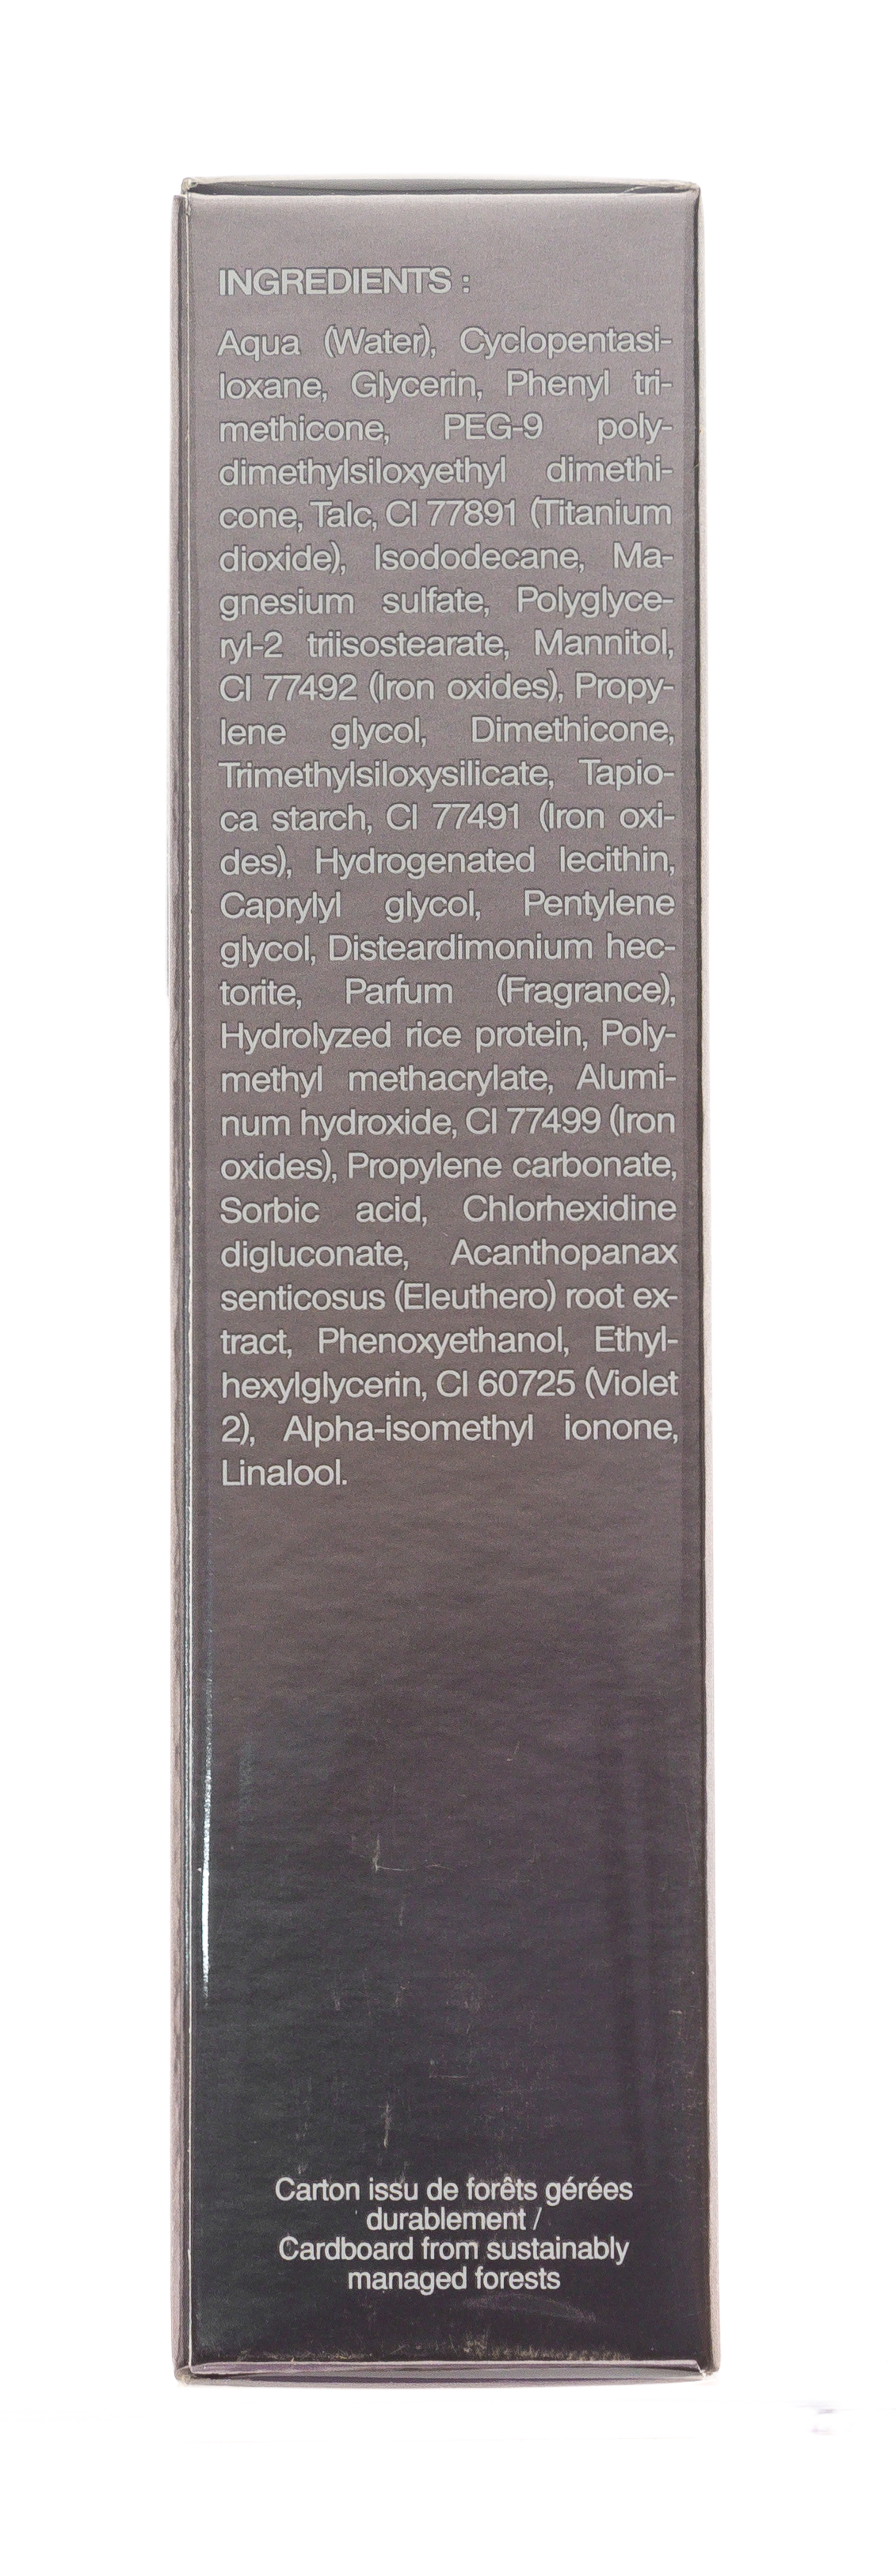 INGREDIENTS :
Aqua (Water), Cyclopentasi-
loxane, Glycerin, Phenyl tri-
methicone, PEG-9 poly-
dimethylsiloxyethyl dimethi-
cone, Talc, CI 77891 (Titanium
dioxide), Isododecane, Ma-
gnesium sulfate, Polyglyce-
ryl-2 triisostearate, Mannitol,
CI 77492 (Iron oxides), Propy-
lene glycol, Dimethicone,
Trimethylsiloxysilicate, Tapio-
ca starch, CI 77491 (Iron oxi-
des), Hydrogenated lecithin,
Caprylyl glycol, Pentylene
glycol, Disteardimonium hec-
torite, Parfum (Fragrance),
Hydrolyzed rice protein, Poly-
methyl methacrylate, Alumi-
num hydroxide, CI 77499 (Iron
oxides), Propylene carbonate,
Sorbic acid, Chlorhexidine
digluconate, Acanthopanax
senticosus (Eleuthero) root ex-
tract, Phenoxyethanol, Ethyl-
hexylglycerin, CI 60725 (Violet
2), Alpha-isomethyl ionone,
Linalool.
Carton issu de forêts gérées
durablement /
Cardboard from sustainably
managed forests